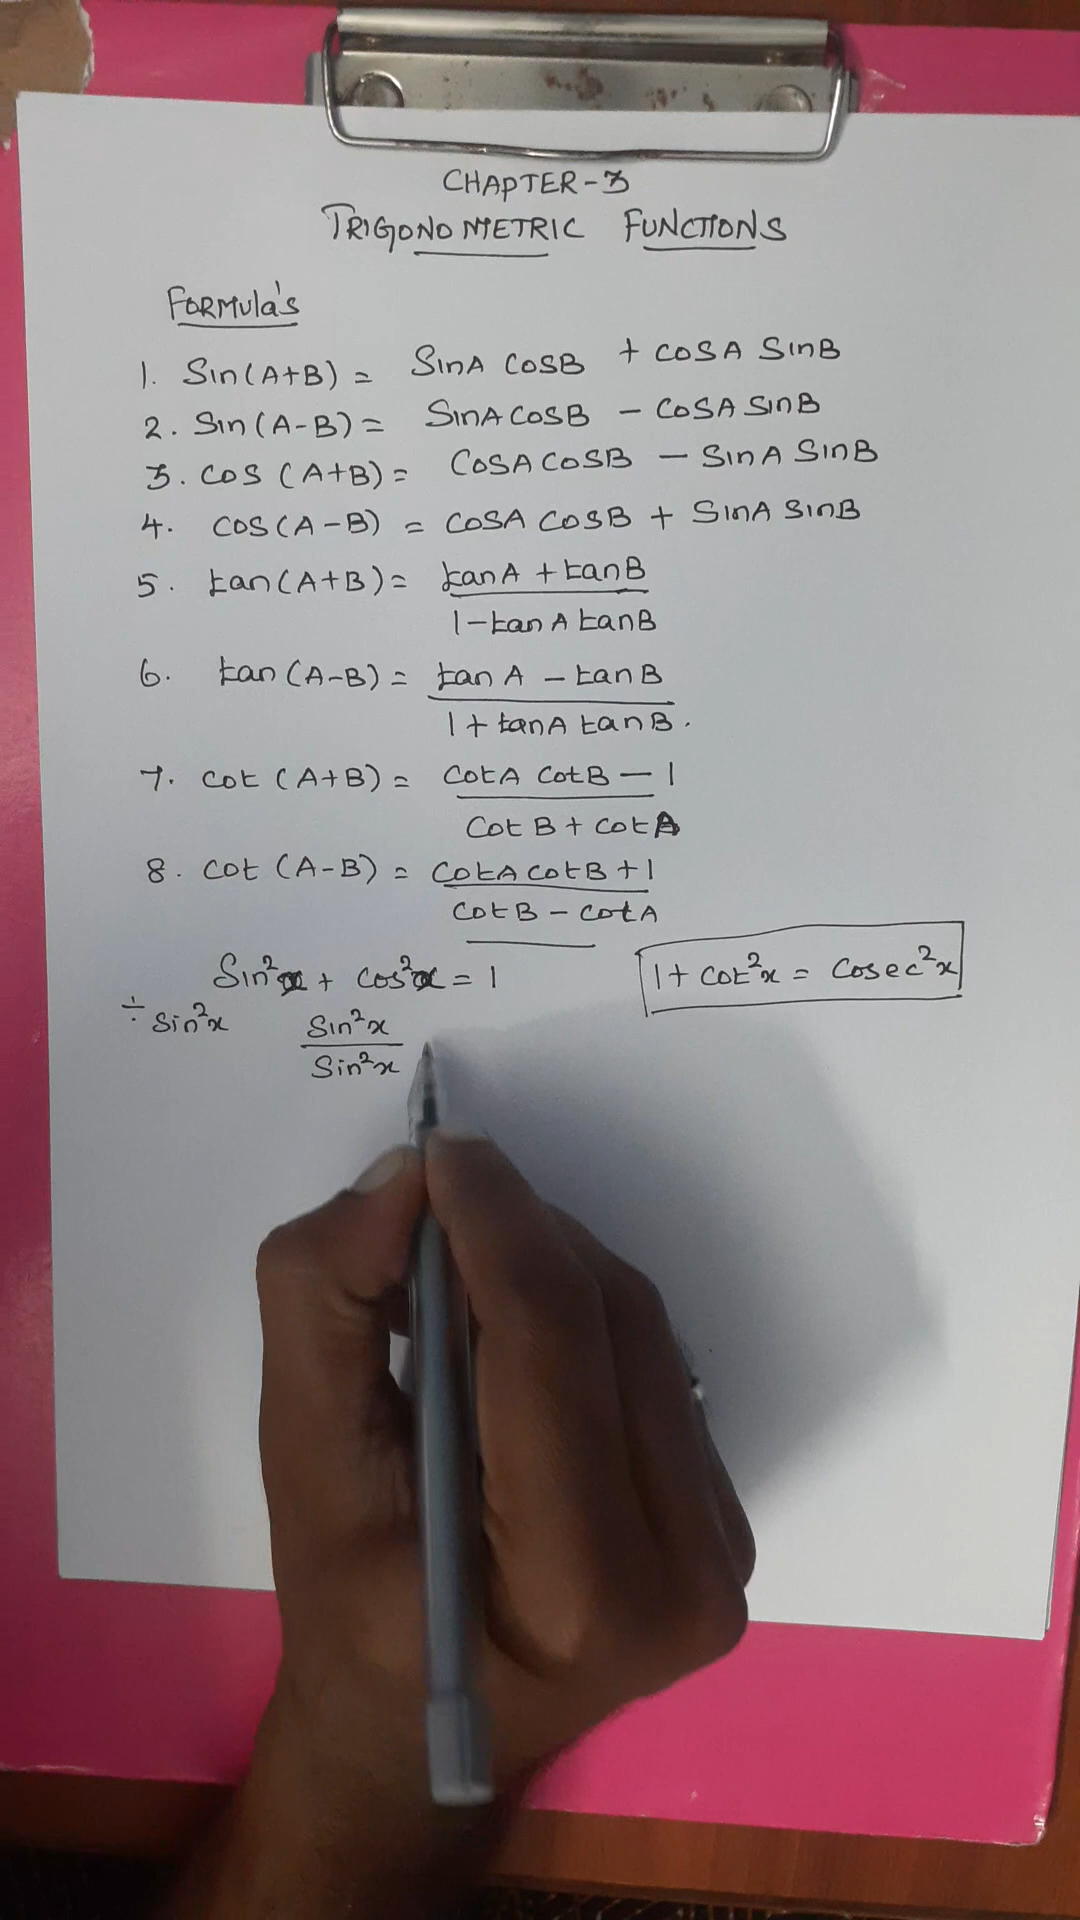 CHAPTER-3
TRIGONOMETRIC FUNCTIONS
FORMULA'S
1. Sin(A+B) = SinA CosB + cosA SinB
2. Sin(A-B) = SinA CosB - CosA SinB
3. cos (A+B) = CosA CosB - SinA SinB
4. cos(A-B) = cosA cosB + SinA SinB
5. tan(A+B) = tanA + tanB
1-tanA tanB
6. tan (A-B) = tanA - tanB
1+tanA tanB.
7. cot (A+B) = cotA cotB - 1
cotB + cotA
8. cot (A-B) = cotA cotB + 1
cotB - cotA
Sin²x + cos²x = 1
1 + cot²x = cosec²x
÷ sin²x
Sin²x
Sin²x